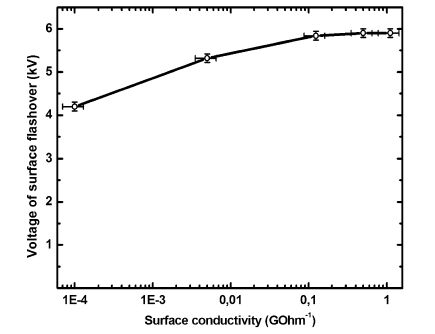 6
5
4
3
2
1
1E-4 1E-3 0,01 0,1 1
Voltage of surface flashover (kV)
Surface conductivity (GOhm⁻¹)